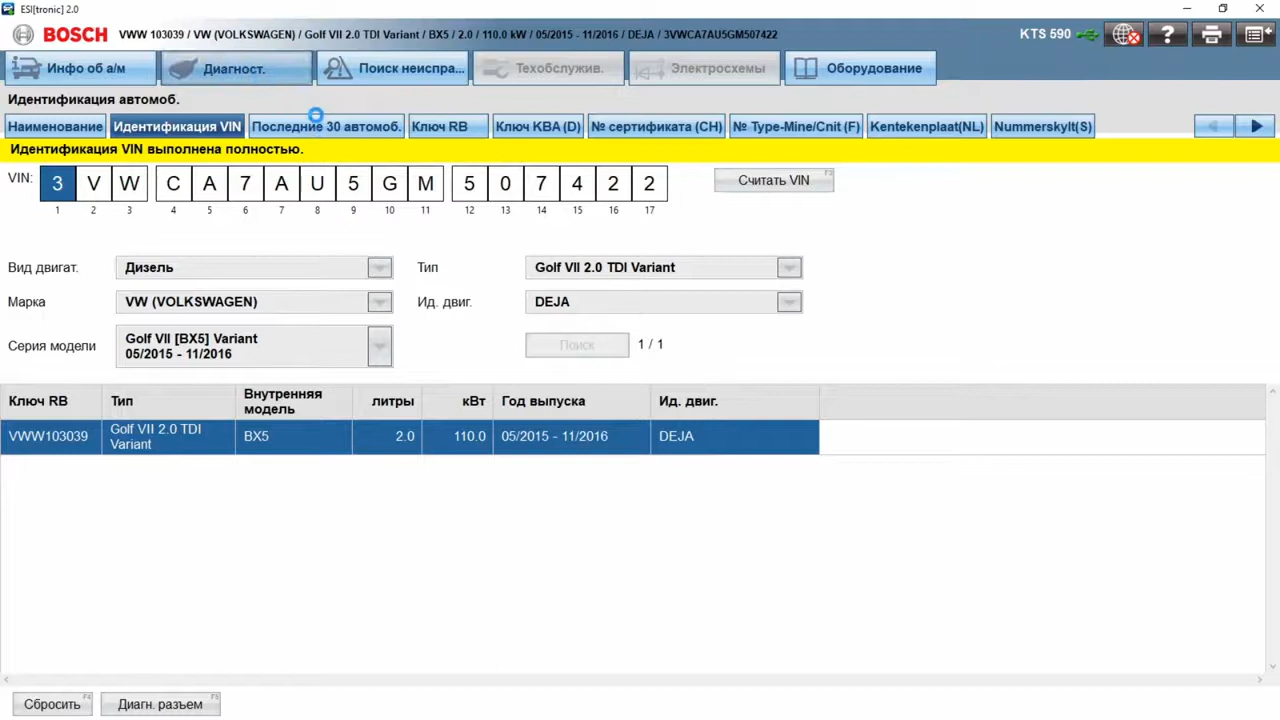 ESI[tronic] 2.0
BOSCH VWW 103039 / VW (VOLKSWAGEN) / Golf VII 2.0 TDI Variant / BX5 / 2.0 / 110.0 kW / 05/2015 - 11/2016 / DEJA / 3VWCA7AU5GM507422 KTS 590 ?
Инфо об а/м Диагност. Поиск неиспра... Техобслужив. Электросхемы Оборудование
Идентификация автомоб.
Наименование Идентификация VIN Последние 30 автомоб. Ключ RB Ключ KBA (D) № сертификата (CH) № Type-Mine/Cnit (F) Kentekenplaat(NL) Nummerskylt(S)
Идентификация VIN выполнена полностью.
VIN: 3 V W C A 7 A U 5 G M 5 0 7 4 2 2 Считать VIN F3
1 2 3 4 5 6 7 8 9 10 11 12 13 14 15 16 17
Вид двигат. Дизель Тип Golf VII 2.0 TDI Variant
Марка VW (VOLKSWAGEN) Ид. двиг. DEJA
Серия модели Golf VII [BX5] Variant
05/2015 - 11/2016
Поиск 1 / 1
Ключ RB Тип Внутренняя модель литры кВт Год выпуска Ид. двиг.
VWW103039 Golf VII 2.0 TDI Variant BX5 2.0 110.0 05/2015 - 11/2016 DEJA
Сбросить F4 Диагн. разъем F5